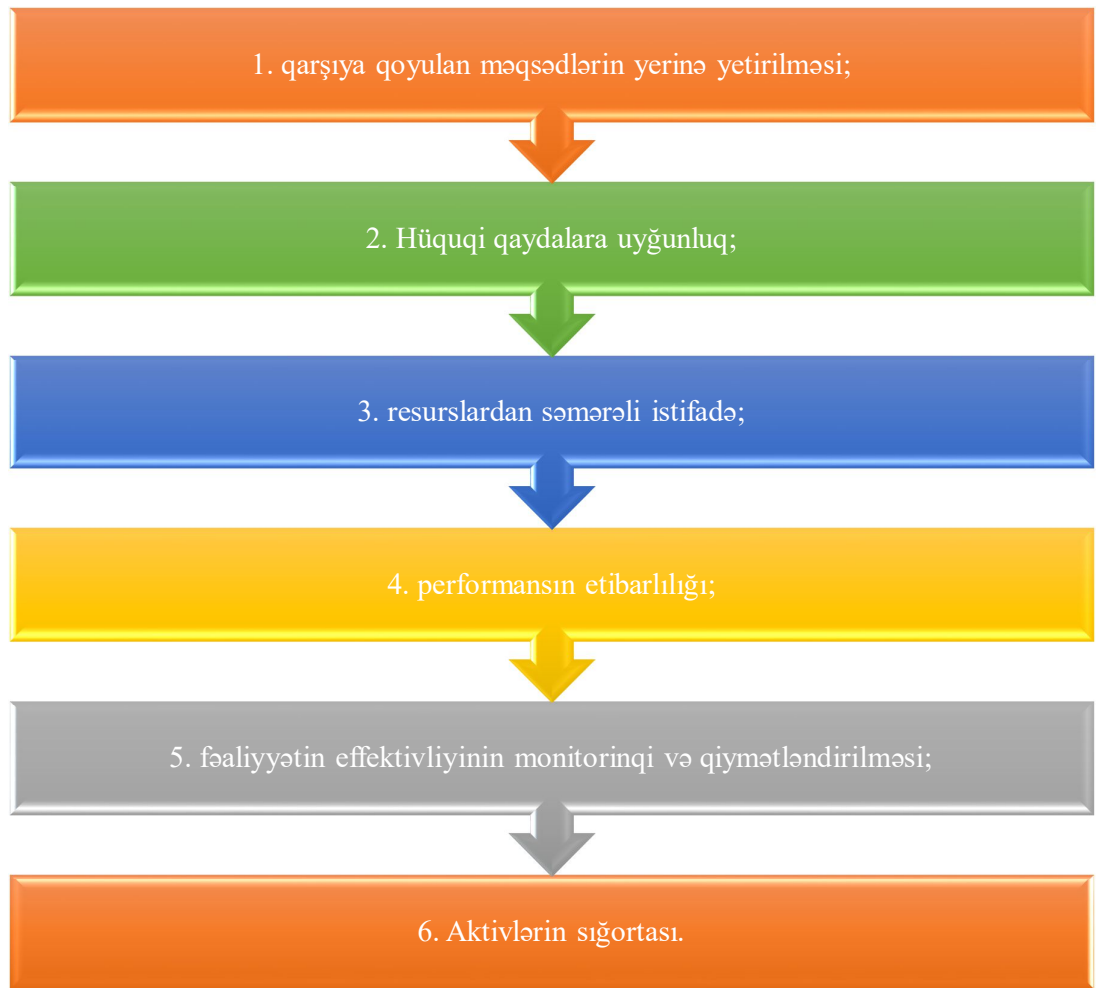 1. qarşıya qoyulan məqsədlərin yerinə yetirilməsi;
2. Hüquqi qaydalara uyğunluq;
3. resurslardan səmərəli istifadə;
4. performansın etibarlılığı;
5. fəaliyyətin effektivliyinin monitorinqi və qiymətləndirilməsi;
6. Aktivlərin sığortası.